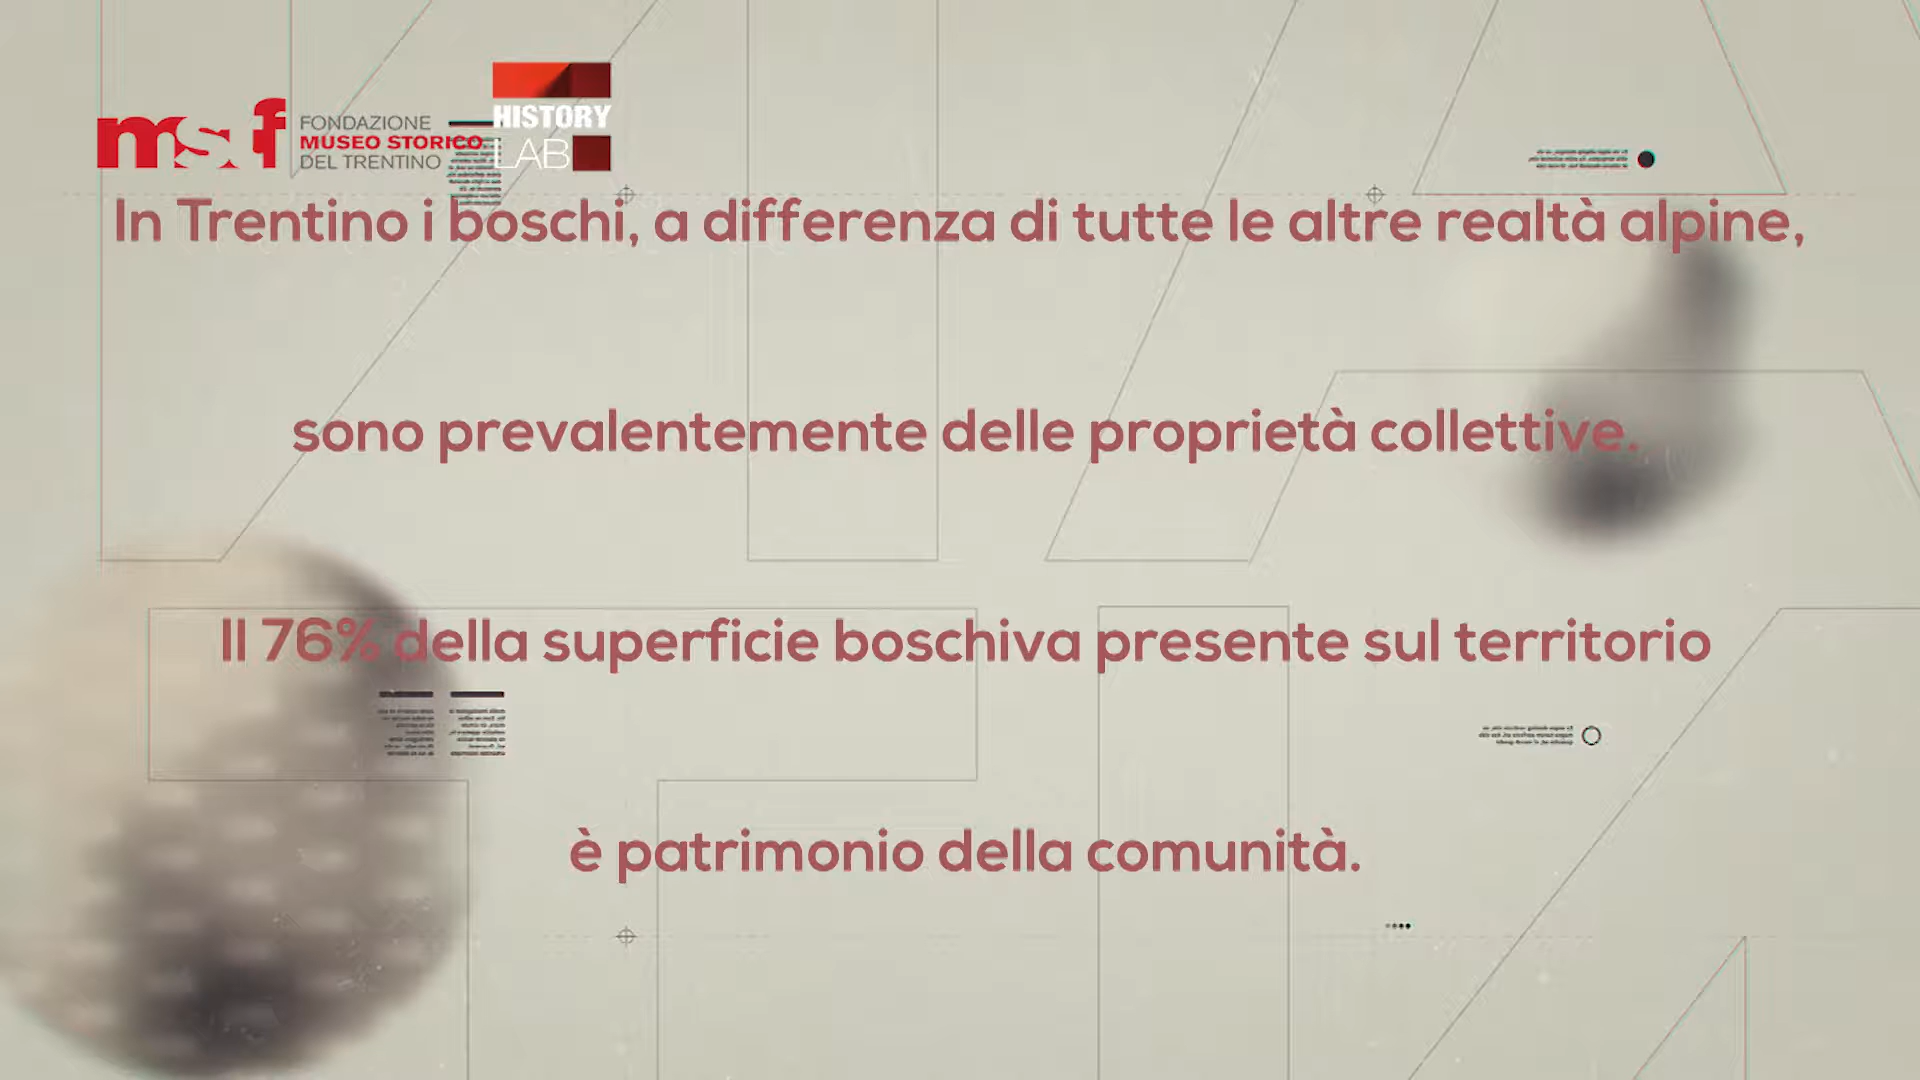 mstf
FONDAZIONE
MUSEO STORICO
DEL TRENTINO
HISTORY
LAB
In Trentino i boschi, a differenza di tutte le altre realtà alpine,
sono prevalentemente delle proprietà collettive.
Il 76% della superficie boschiva presente sul territorio
è patrimonio della comunità.